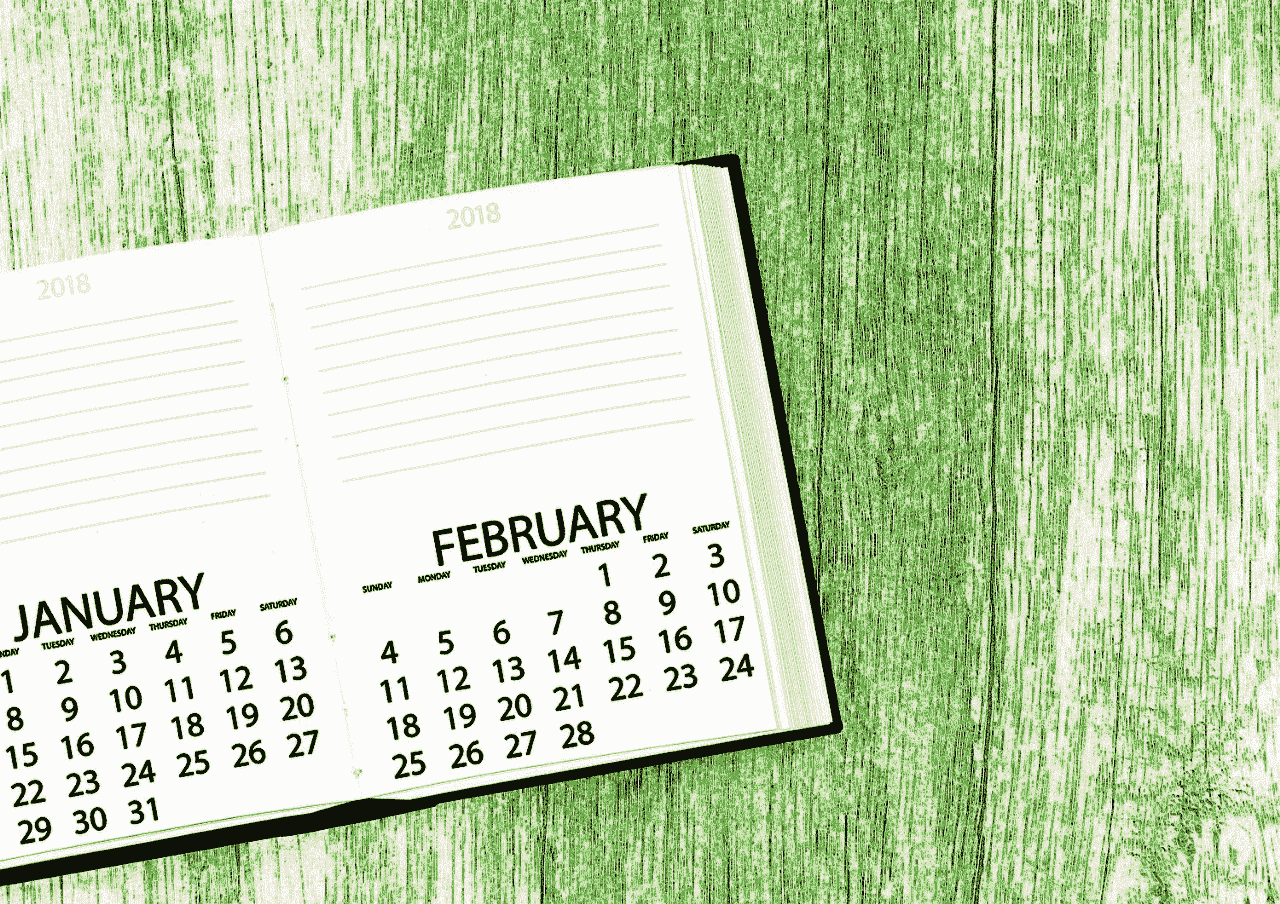 2018
JANUARY
TUESDAY WEDNESDAY THURSDAY FRIDAY SATURDAY
1 2 3 4 5 6
8 9 10 11 12 13
15 16 17 18 19 20
22 23 24 25 26 27
29 30 31
2018
FEBRUARY
SUNDAY MONDAY TUESDAY WEDNESDAY THURSDAY FRIDAY SATURDAY
1 2 3
4 5 6 7 8 9 10
11 12 13 14 15 16 17
18 19 20 21 22 23 24
25 26 27 28